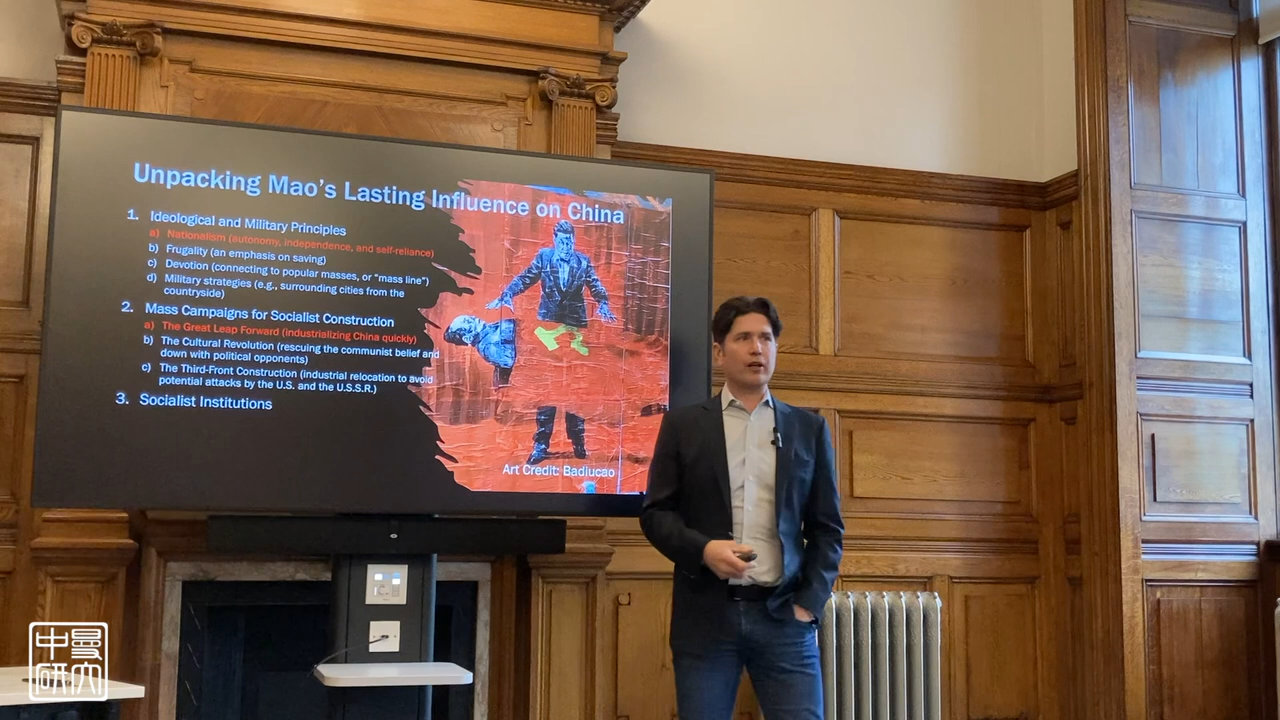 Unpacking Mao's Lasting Influence on China
1. Ideological and Military Principles
a) Nationalism (autonomy, independence, and self-reliance)
b) Frugality (an emphasis on saving)
c) Devotion (connecting to popular masses, or "mass line")
d) Military strategies (e.g., surrounding cities from the
countryside)
2. Mass Campaigns for Socialist Construction
a) The Great Leap Forward (industrializing China quickly)
b) The Cultural Revolution (rescuing the communist belief and
down with political opponents)
c) The Third-Front Construction (industrial relocation to avoid
potential attacks by the U.S. and the U.S.S.R.)
3. Socialist Institutions
Art Credit: Badiucao
中曼
研